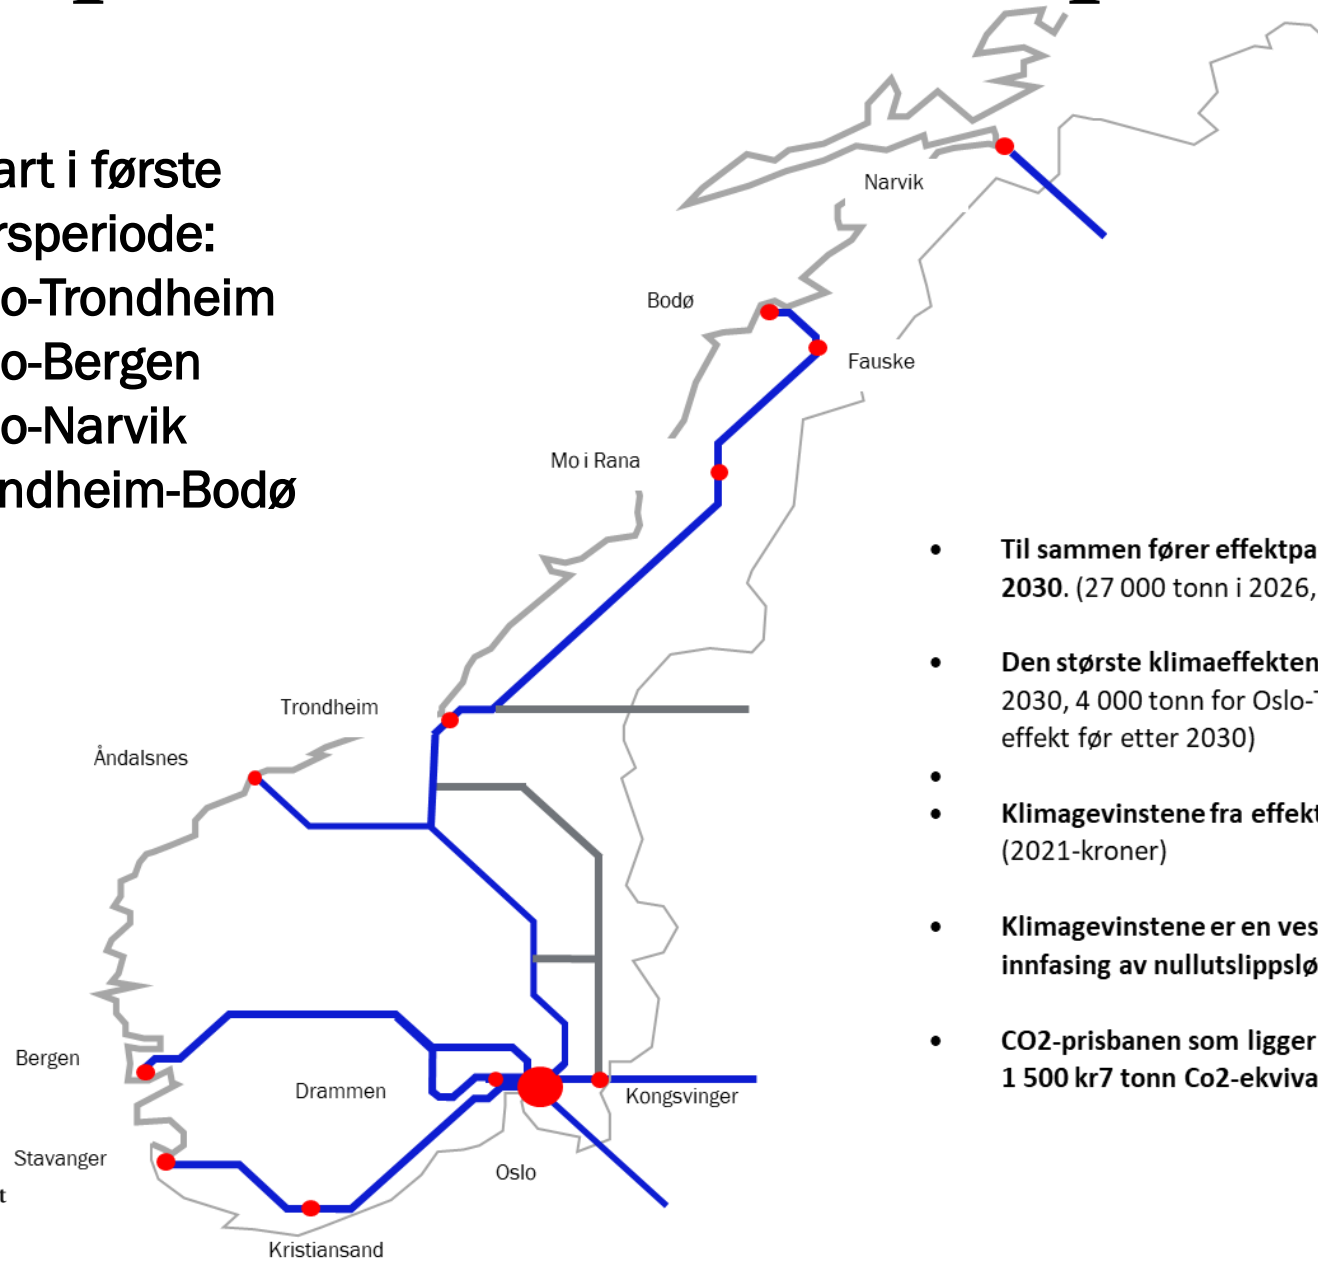 art i første
rsperiode:
o-Trondheim
o-Bergen
o-Narvik
ndheim-Bodø
Narvik
Bodø
Fauske
Mo i Rana
Trondheim
Åndalsnes
Bergen
Drammen
Kongsvinger
Stavanger
Oslo
t
Kristiansand
• Til sammen fører effektpa
2030. (27 000 tonn i 2026,
• Den største klimaeffekten
2030, 4 000 tonn for Oslo-T
effekt før etter 2030)
•
• Klimagevinstene fra effekt
(2021-kroner)
• Klimagevinstene er en ves
innfasing av nullutslippslø
• CO2-prisbanen som ligger
1 500 kr7 tonn Co2-ekviva